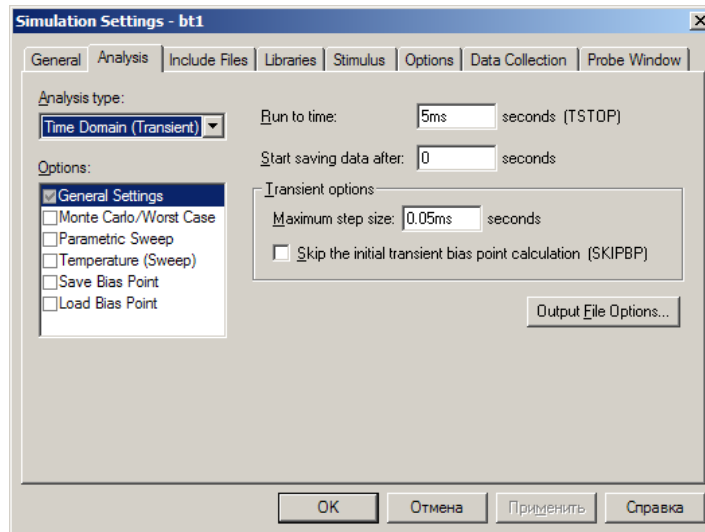 Simulation Settings - bt1
General Analysis Include Files Libraries Stimulus Options Data Collection Probe Window
Analysis type:
Time Domain (Transient)
Options:
General Settings
Monte Carlo/Worst Case
Parametric Sweep
Temperature (Sweep)
Save Bias Point
Load Bias Point
Run to time: 5ms seconds (TSTOP)
Start saving data after: 0 seconds
Transient options
Maximum step size: 0.05ms seconds
Skip the initial transient bias point calculation (SKIPBP)
Output File Options...
OK Отмена Применить Справка